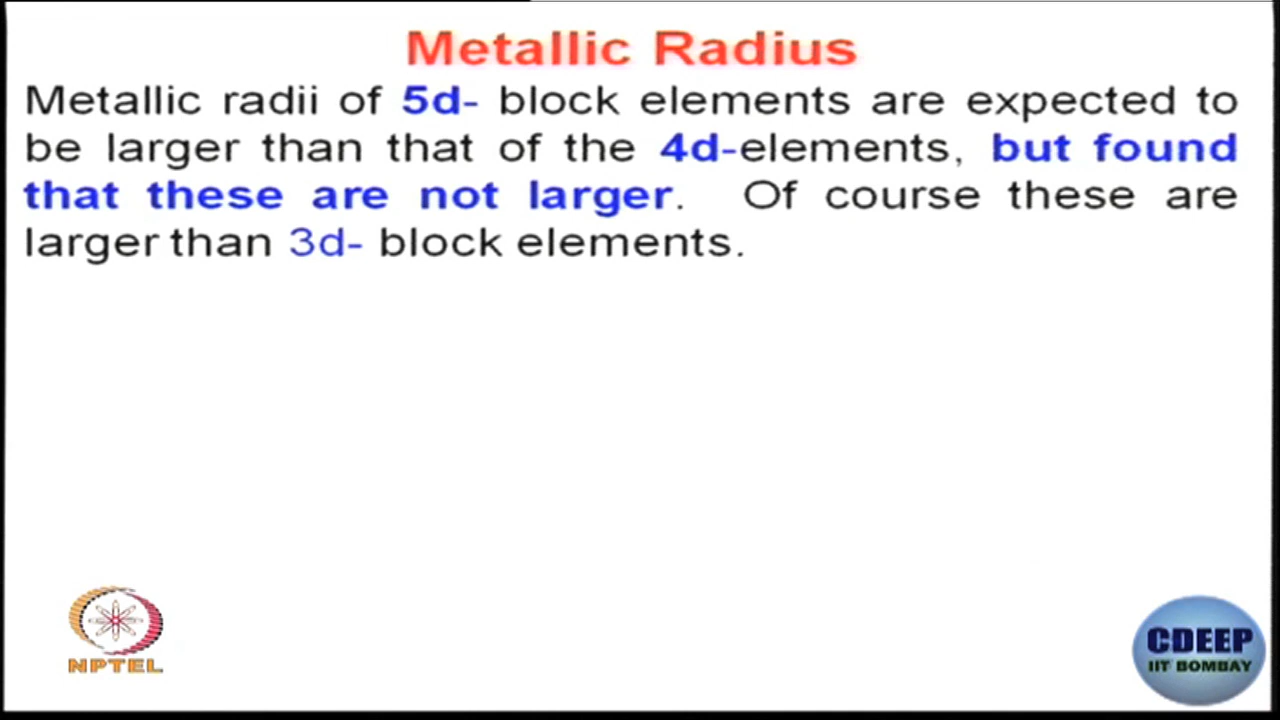 Metallic Radius
Metallic radii of 5d- block elements are expected to
be larger than that of the 4d-elements, but found
that these are not larger. Of course these are
larger than 3d- block elements.
NPTEL
CDEEP
IIT BOMBAY